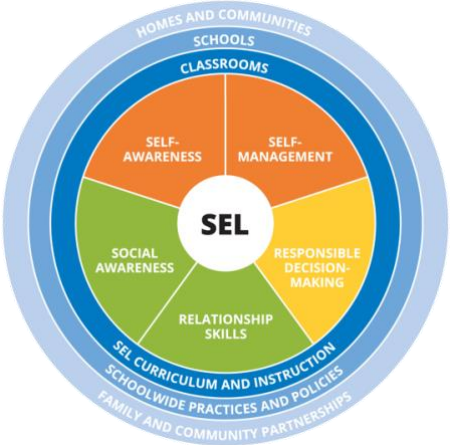 HOMES AND COMMUNITIES
SCHOOLS
CLASSROOMS
SELF-
AWARENESS
SELF-
MANAGEMENT
SEL
SOCIAL
AWARENESS
RESPONSIBLE
DECISION-
MAKING
RELATIONSHIP
SKILLS
SEL CURRICULUM AND INSTRUCTION
SCHOOLWIDE PRACTICES AND POLICIES
FAMILY AND COMMUNITY PARTNERSHIPS